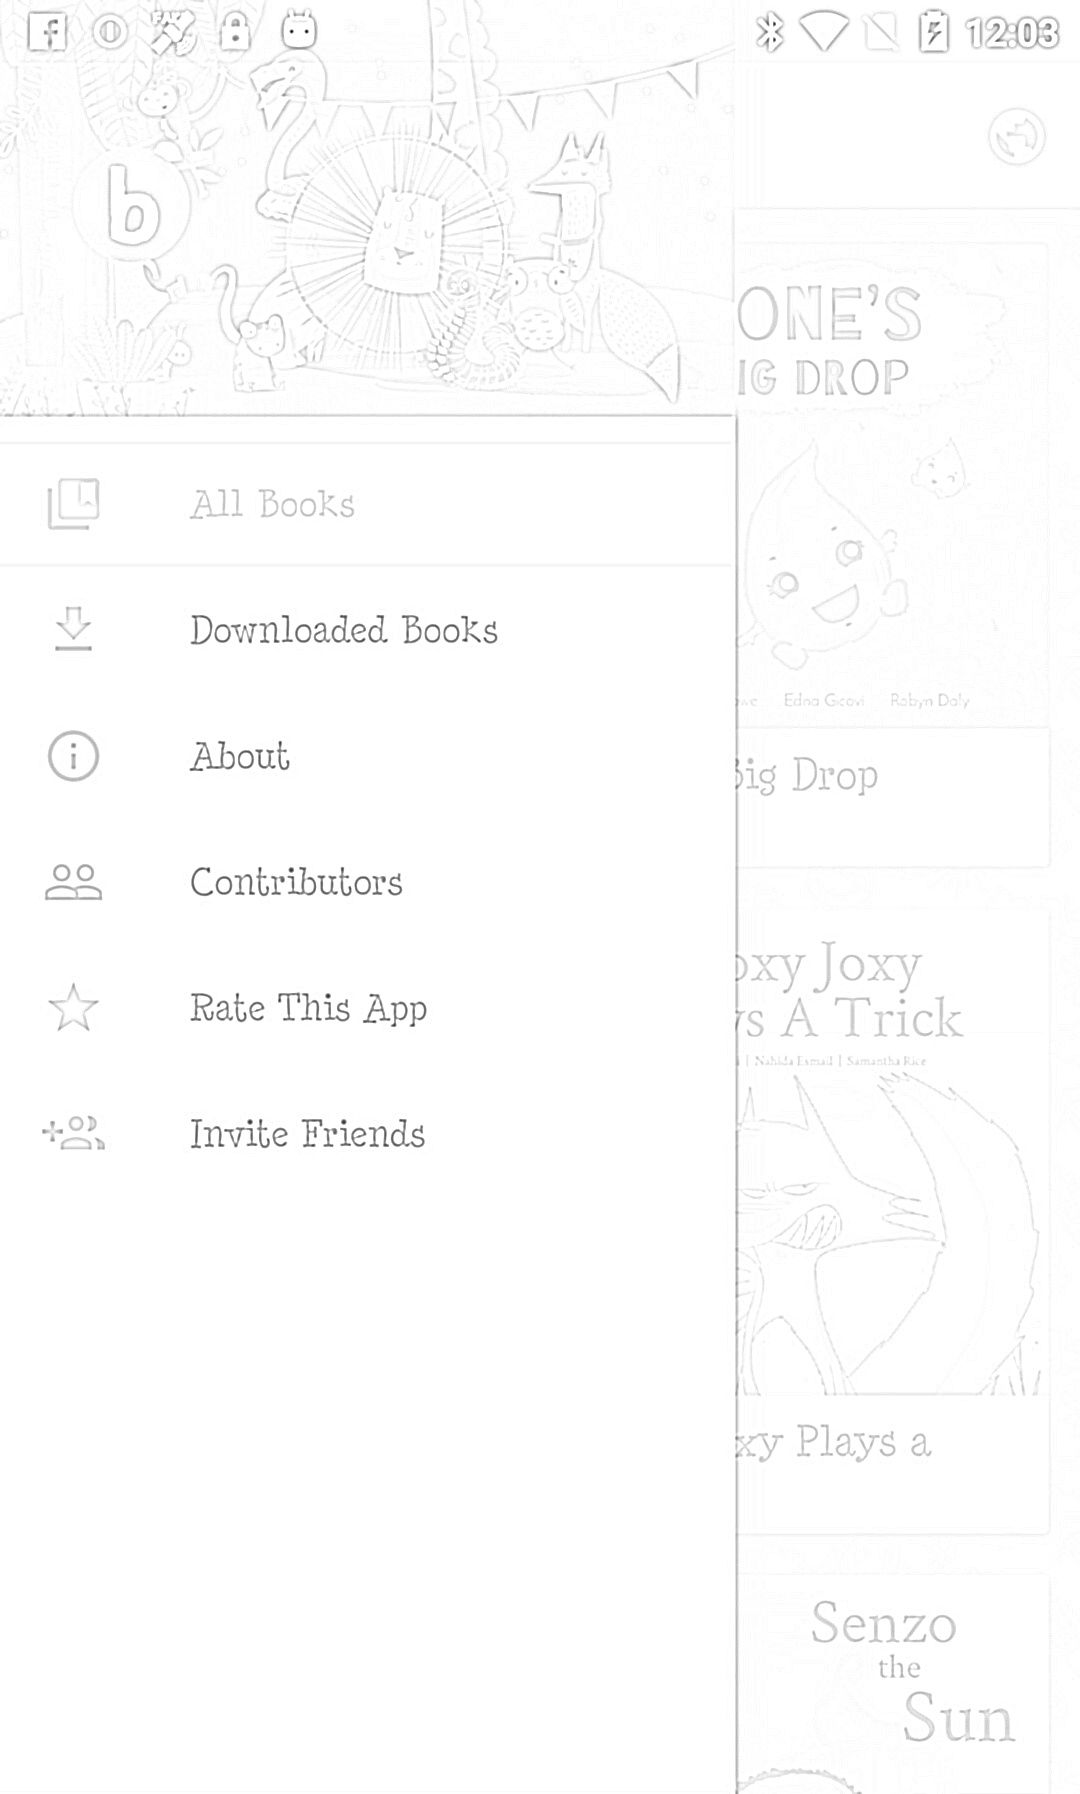 12:03
b
ONE'S
IG DROP
All Books
Downloaded Books
Edna Gicovi Robyn Daly
About
Big Drop
Contributors
oxy Joxy
Rate This App
ys A Trick
| Nahida Esmail | Samantha Rice
Invite Friends
xy Plays a
Senzo
the
Sun